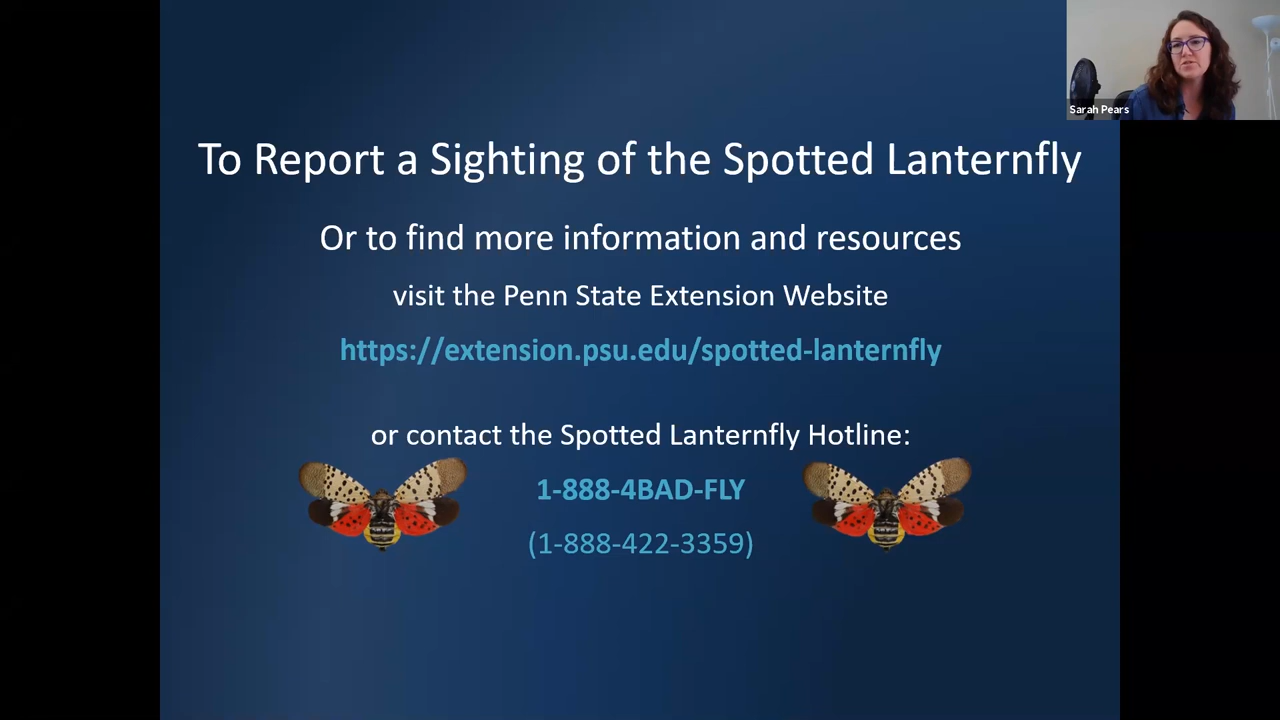 Sarah Pears
To Report a Sighting of the Spotted Lanternfly
Or to find more information and resources
visit the Penn State Extension Website
https://extension.psu.edu/spotted-lanternfly
or contact the Spotted Lanternfly Hotline:
1-888-4BAD-FLY
(1-888-422-3359)